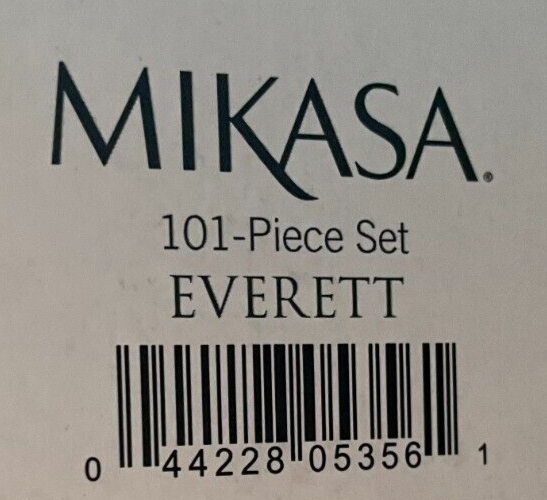 MIKASA®
101-Piece Set
EVERETT
0 44228 05356 1